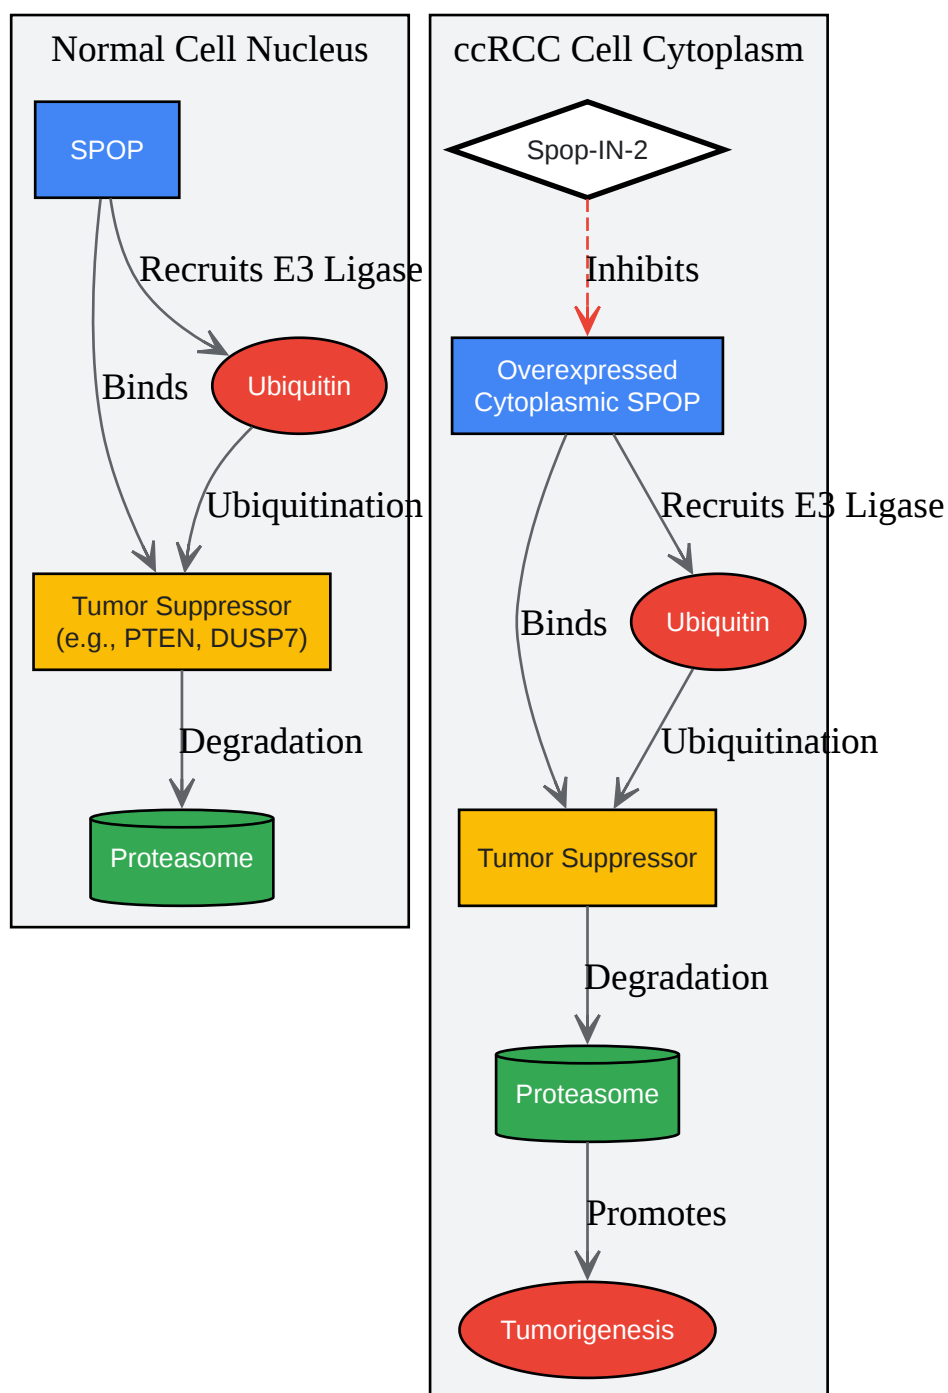 Normal Cell Nucleus
SPOP
Recruits E3 Ligase
Binds
Ubiquitin
Ubiquitination
Tumor Suppressor
(e.g., PTEN, DUSP7)
Degradation
Proteasome
ccRCC Cell Cytoplasm
Spop-IN-2
Inhibits
Overexpressed
Cytoplasmic SPOP
Recruits E3 Ligase
Binds
Ubiquitin
Ubiquitination
Tumor Suppressor
Degradation
Proteasome
Promotes
Tumorigenesis